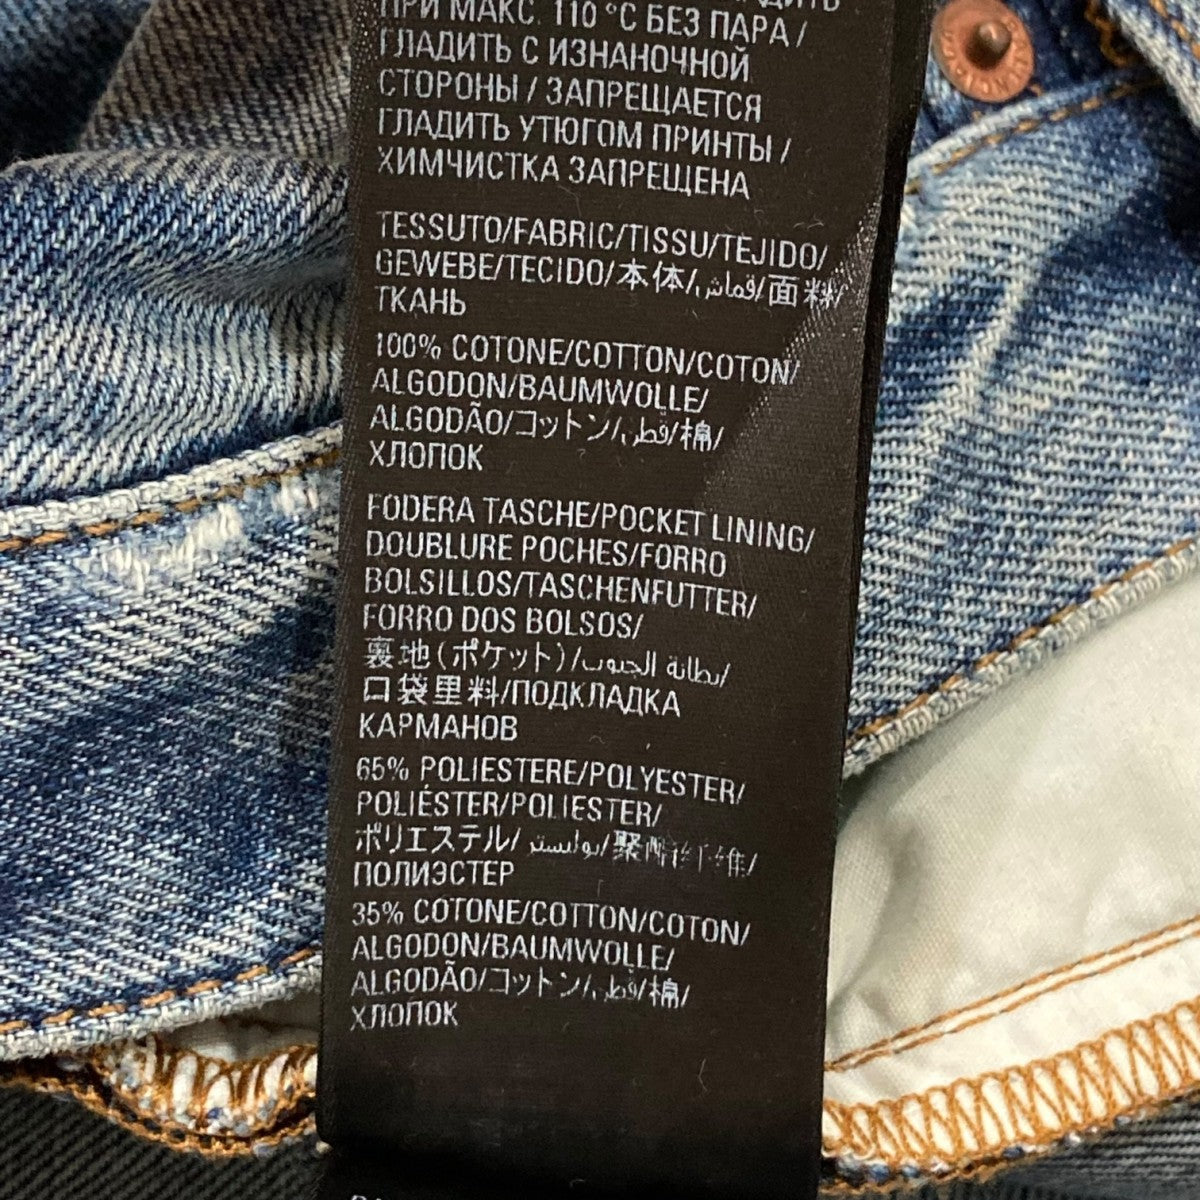 ПРИ МАКС. 110 °C БЕЗ ПАРА /
ГЛАДИТЬ С ИЗНАНОЧНОЙ
СТОРОНЫ / ЗАПРЕЩАЕТСЯ
ГЛАДИТЬ УТЮГОМ ПРИНТЫ /
ХИМЧИСТКА ЗАПРЕЩЕНА
TESSUTO/FABRIC/TISSU/TEJIDO/
GEWEBE/TECIDO/本体/قماش/面料/
ТКАНЬ
100% COTONE/COTTON/COTON/
ALGODON/BAUMWOLLE/
ALGODÃO/コットン/قطن/棉/
ХЛОПОК
FODERA TASCHE/POCKET LINING/
DOUBLURE POCHES/FORRO
BOLSILLOS/TASCHENFUTTER/
FORRO DOS BOLSOS/
裏地(ポケット)/بطانة الجيوب/
口袋里料/ПОДКЛАДКА
КАРМАНОВ
65% POLIESTERE/POLYESTER/
POLIÉSTER/POLIESTER/
ポリエステル/بوليستر/聚酯纤维/
ПОЛИЭСТЕР
35% COTONE/COTTON/COTON/
ALGODON/BAUMWOLLE/
ALGODÃO/コットン/قطن/棉/
ХЛОПОК